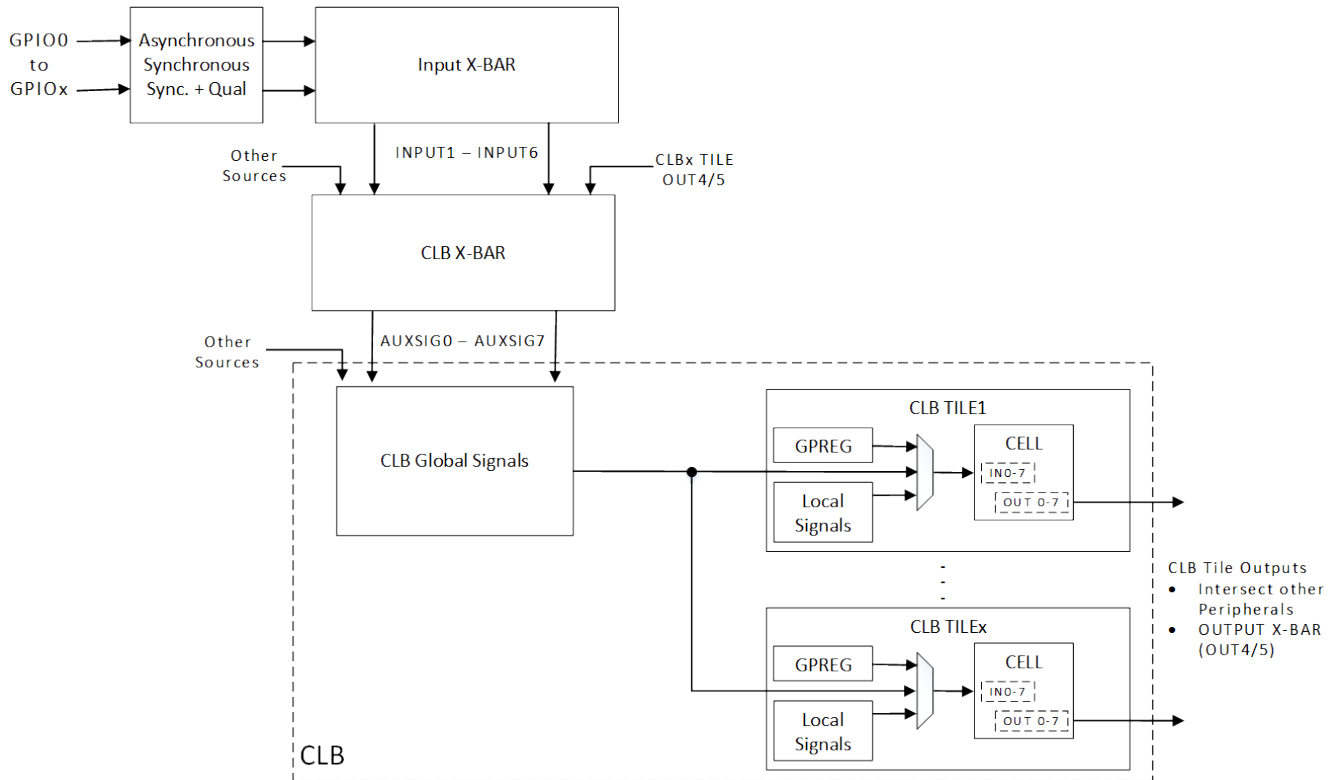 GPIO0
to
GPIOx
Asynchronous
Synchronous
Sync. + Qual
Input X-BAR
INPUT1 – INPUT6
Other
Sources
CLBx TILE
OUT4/5
CLB X-BAR
AUXSIG0 – AUXSIG7
Other
Sources
CLB Global Signals
CLB TILE1
GPREG
Local
Signals
CELL
IN0-7
OUT 0-7
CLB Tile Outputs
• Intersect other
Peripherals
• OUTPUT X-BAR
(OUT4/5)
CLB TILEx
GPREG
Local
Signals
CELL
IN0-7
OUT 0-7
CLB